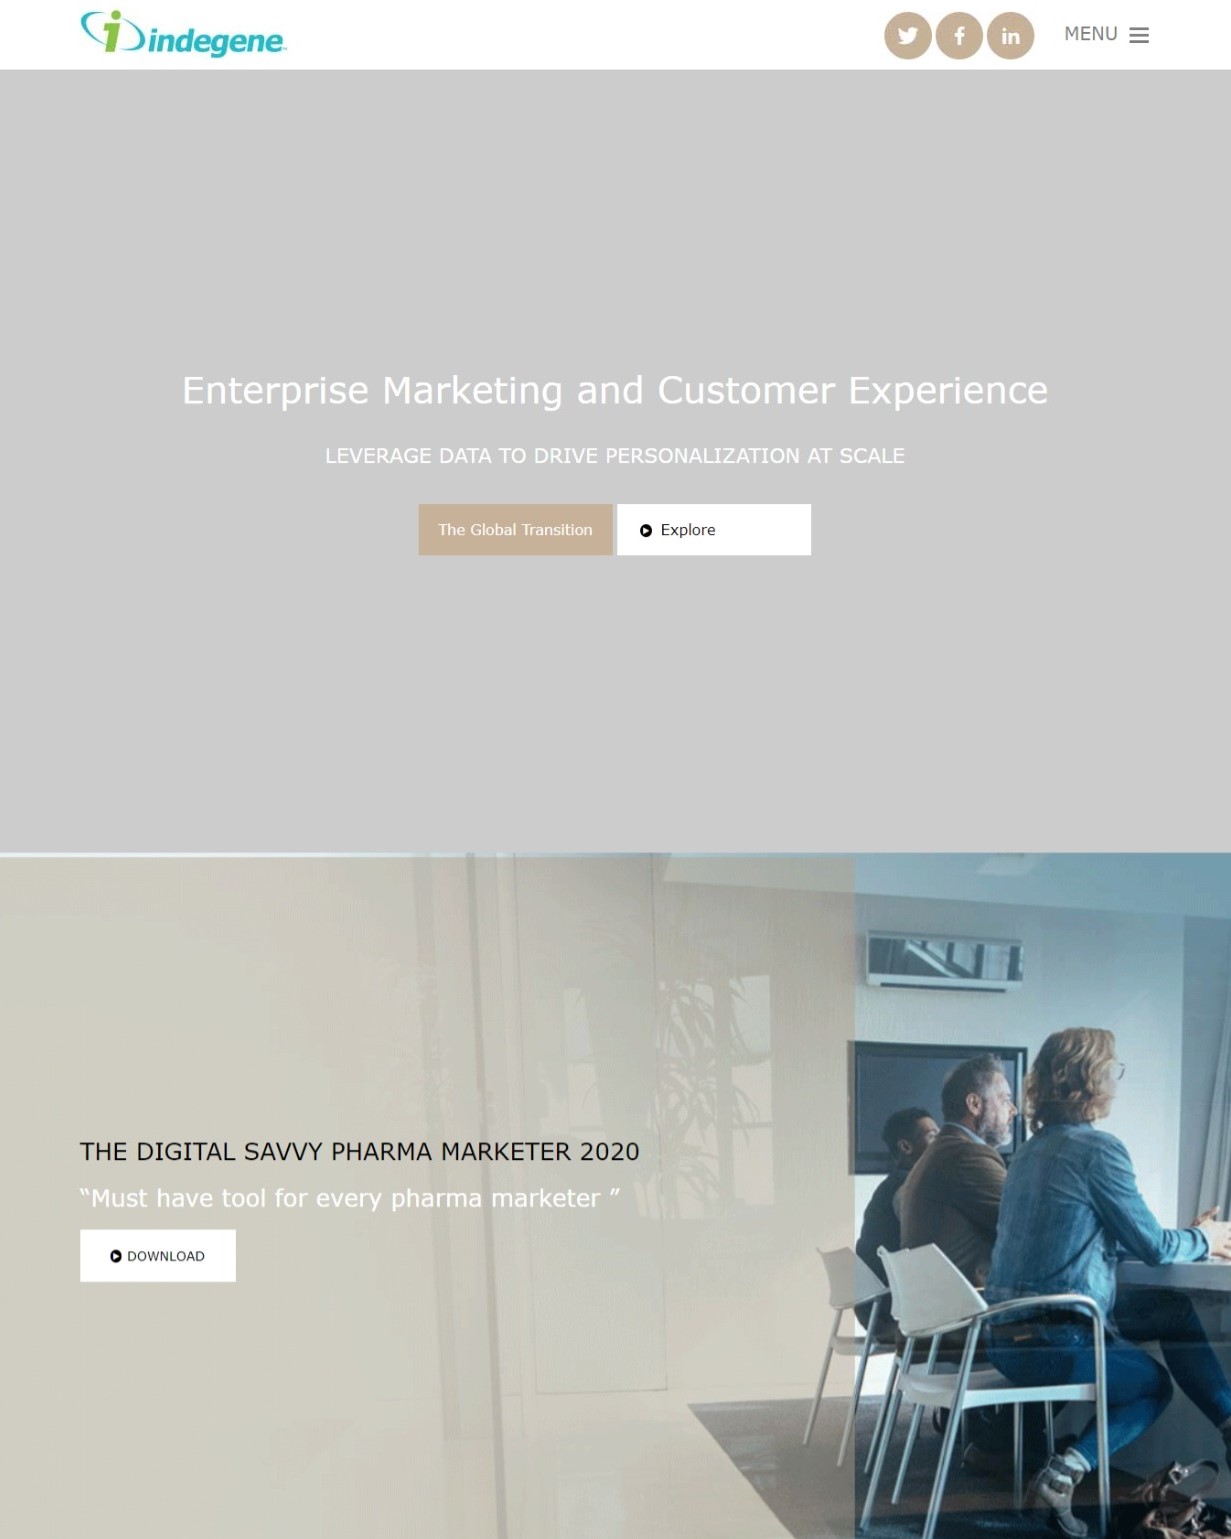 indegene
MENU
Enterprise Marketing and Customer Experience
LEVERAGE DATA TO DRIVE PERSONALIZATION AT SCALE
The Global Transition
Explore
THE DIGITAL SAVVY PHARMA MARKETER 2020
“Must have tool for every pharma marketer ”
DOWNLOAD